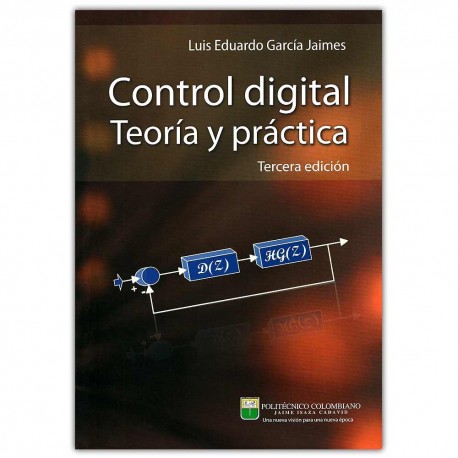 Luis Eduardo García Jaimes
Control digital
Teoría y práctica
Tercera edición
D(Z)
HG(Z)
+ -
POLITÉCNICO COLOMBIANO
JAIME ISAZA CADAVID
Una nueva visión para una nueva época